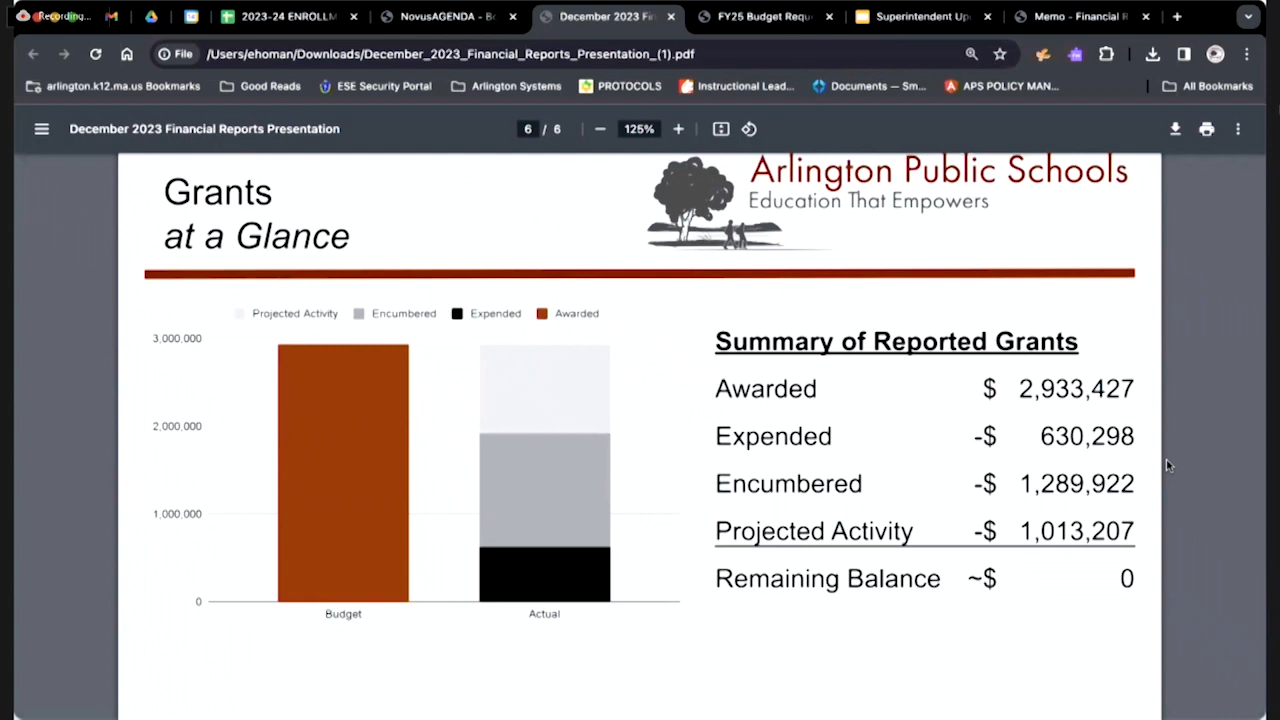 Recording...
2023-24 ENROLLM
NovusAGENDA - B
December 2023 Fin
FY25 Budget Requ
Superintendent Up
Memo - Financial R
File
/Users/ehoman/Downloads/December_2023_Financial_Reports_Presentation_(1).pdf
arlington.k12.ma.us Bookmarks
Good Reads
ESE Security Portal
Arlington Systems
PROTOCOLS
Instructional Lead...
Documents — Sm...
APS POLICY MAN...
All Bookmarks
December 2023 Financial Reports Presentation
6 / 6
125%
Grants
at a Glance
Arlington Public Schools
Education That Empowers
Projected Activity Encumbered Expended Awarded
3,000,000
2,000,000
1,000,000
0
Budget Actual
Summary of Reported Grants
Awarded $ 2,933,427
Expended -$ 630,298
Encumbered -$ 1,289,922
Projected Activity -$ 1,013,207
Remaining Balance ~$ 0